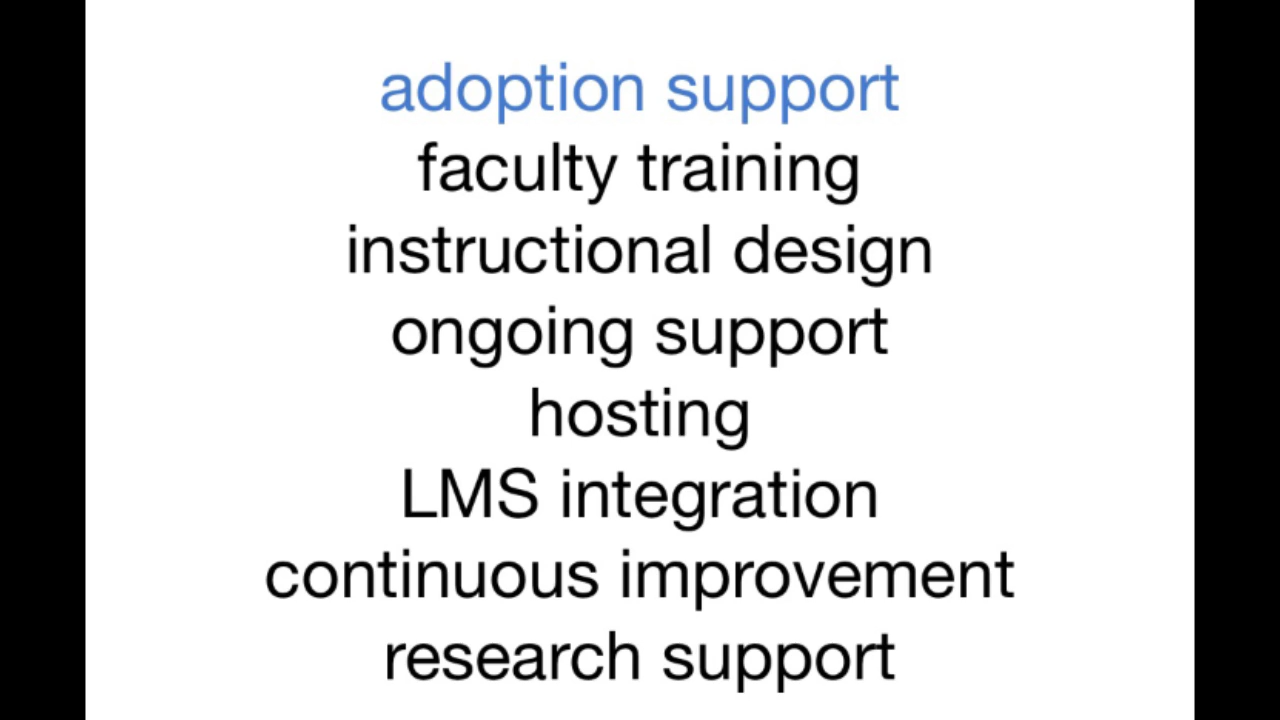 adoption support
faculty training
instructional design
ongoing support
hosting
LMS integration
continuous improvement
research support